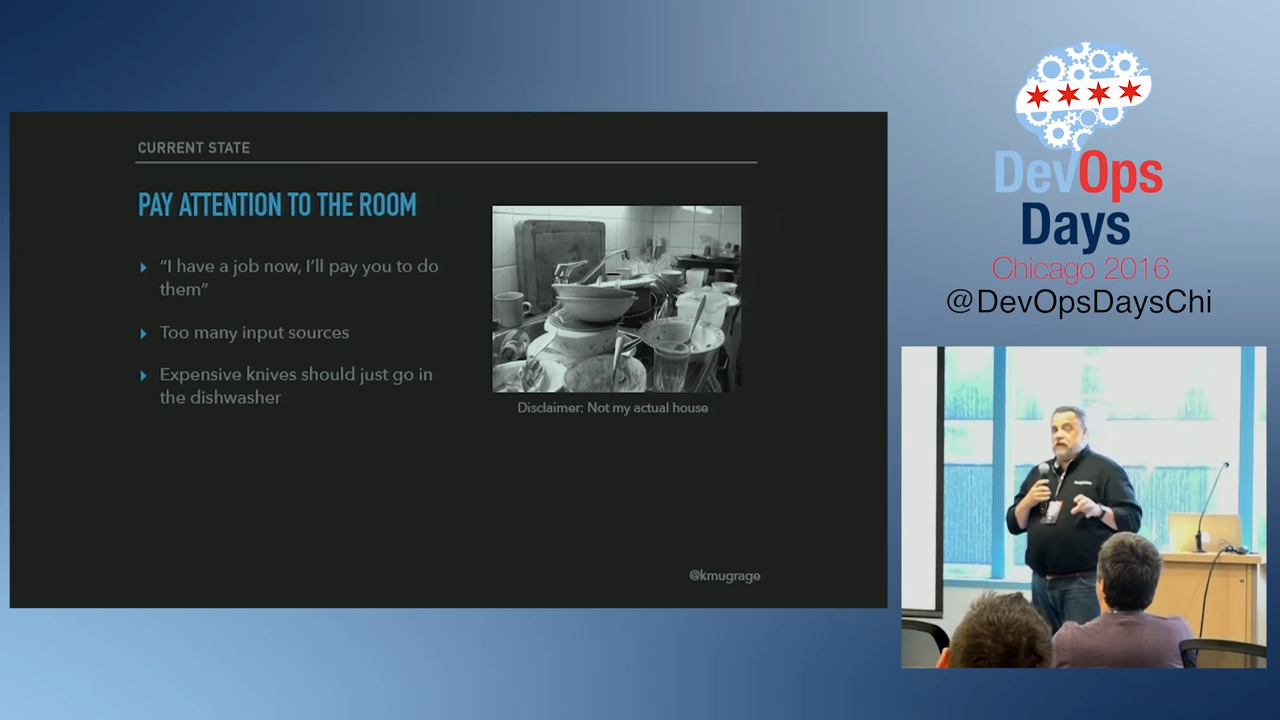 CURRENT STATE
PAY ATTENTION TO THE ROOM
“I have a job now, I’ll pay you to do
them”
Too many input sources
Expensive knives should just go in
the dishwasher
Disclaimer: Not my actual house
@kmugrage
DevOps
Days
Chicago 2016
@DevOpsDaysChi